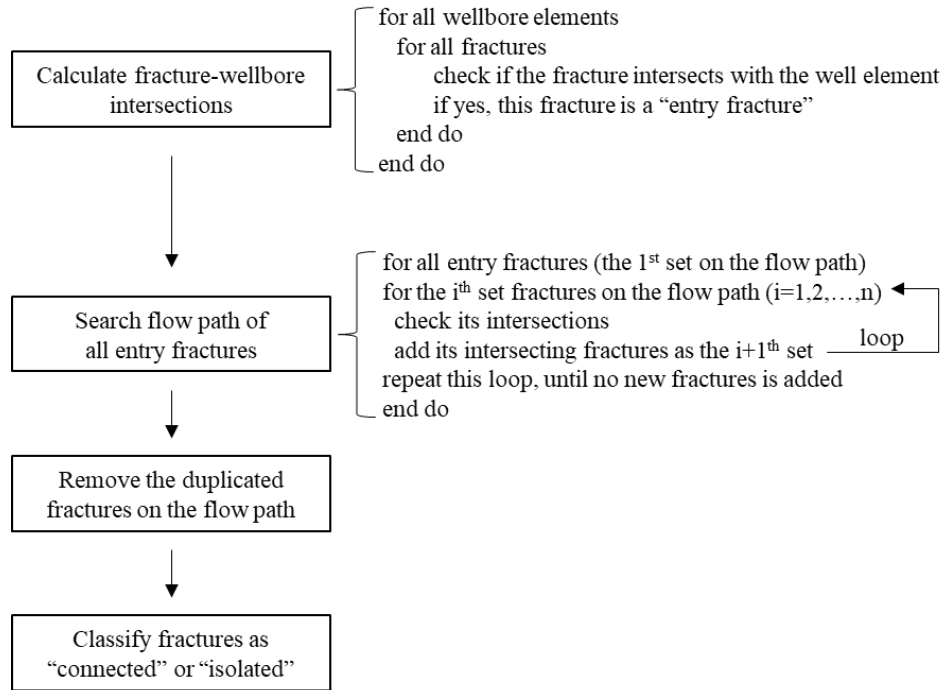 Calculate fracture-wellbore
intersections
for all wellbore elements
for all fractures
check if the fracture intersects with the well element
if yes, this fracture is a “entry fracture”
end do
end do
Search flow path of
all entry fractures
for all entry fractures (the 1st set on the flow path)
for the ith set fractures on the flow path (i=1,2,…,n)
check its intersections
add its intersecting fractures as the i+1th set
loop
repeat this loop, until no new fractures is added
end do
Remove the duplicated
fractures on the flow path
Classify fractures as
“connected” or “isolated”